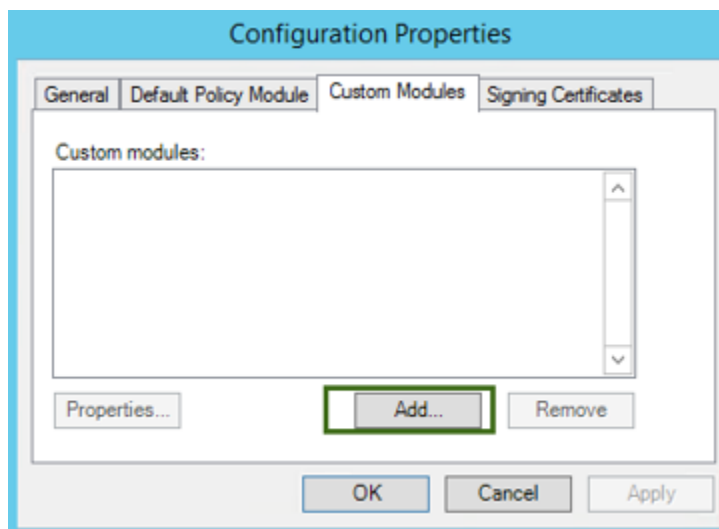 Configuration Properties
General Default Policy Module Custom Modules Signing Certificates
Custom modules:
Properties... Add... Remove
OK Cancel Apply